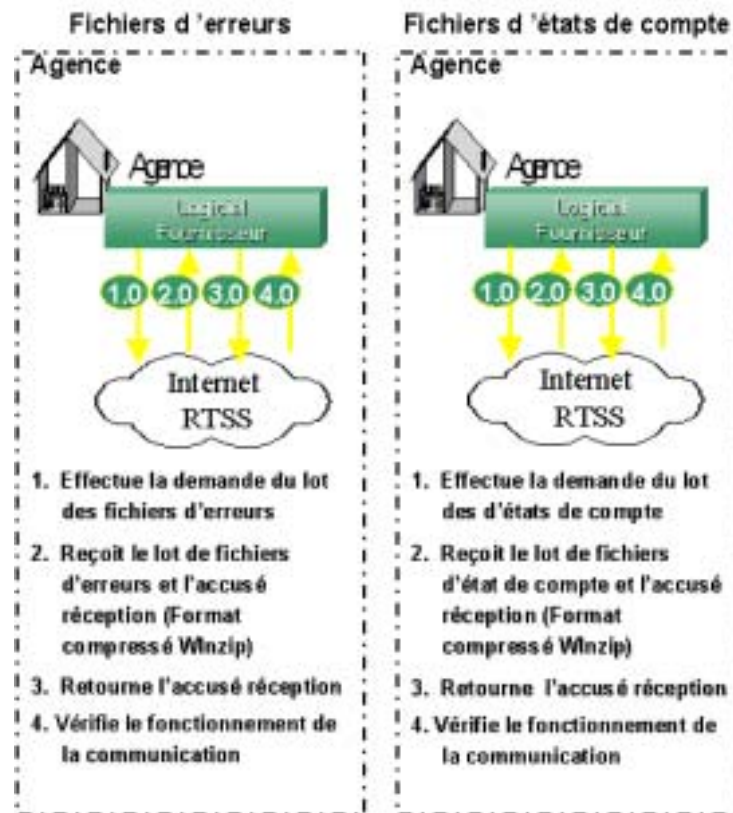 Fichiers d 'erreurs
Agence
Agence
Logiciel
Fournisseur
1.0 2.0 3.0 4.0
Internet
RTSS
1. Effectue la demande du lot
des fichiers d'erreurs
2. Reçoit le lot de fichiers
d'erreurs et l'accusé
réception (Format
compressé WInzip)
3. Retourne l'accusé réception
4. Vérifie le fonctionnement de
la communication
Fichiers d 'états de compte
Agence
Agence
Logiciel
Fournisseur
1.0 2.0 3.0 4.0
Internet
RTSS
1. Effectue la demande du lot
des d'états de compte
2. Reçoit le lot de fichiers
d'état de compte et l'accusé
réception (Format
compressé WInzip)
3. Retourne l'accusé réception
4. Vérifie le fonctionnement de
la communication